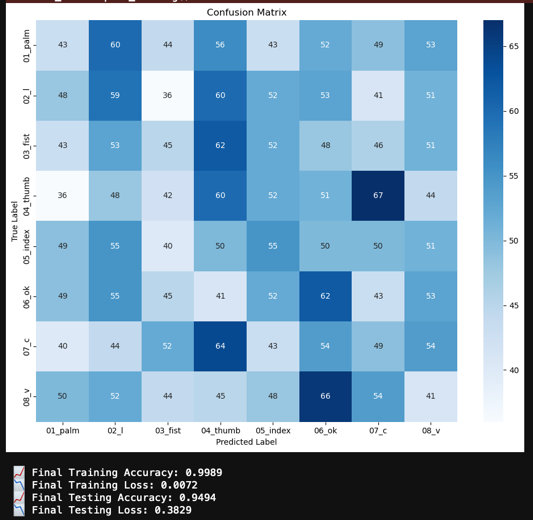 Confusion Matrix
01_palm 43 60 44 56 43 52 49 53
02_l 48 59 36 60 52 53 41 51
03_fist 43 53 45 62 52 48 46 51
04_thumb 36 48 42 60 52 51 67 44
05_index 49 55 40 50 55 50 50 51
06_ok 49 55 45 41 52 62 43 53
07_c 40 44 52 64 43 54 49 54
08_v 50 52 44 45 48 66 54 41
True Label
01_palm 02_l 03_fist 04_thumb 05_index 06_ok 07_c 08_v
Predicted Label
65
60
55
50
45
40
Final Training Accuracy: 0.9989
Final Training Loss: 0.0072
Final Testing Accuracy: 0.9494
Final Testing Loss: 0.3829